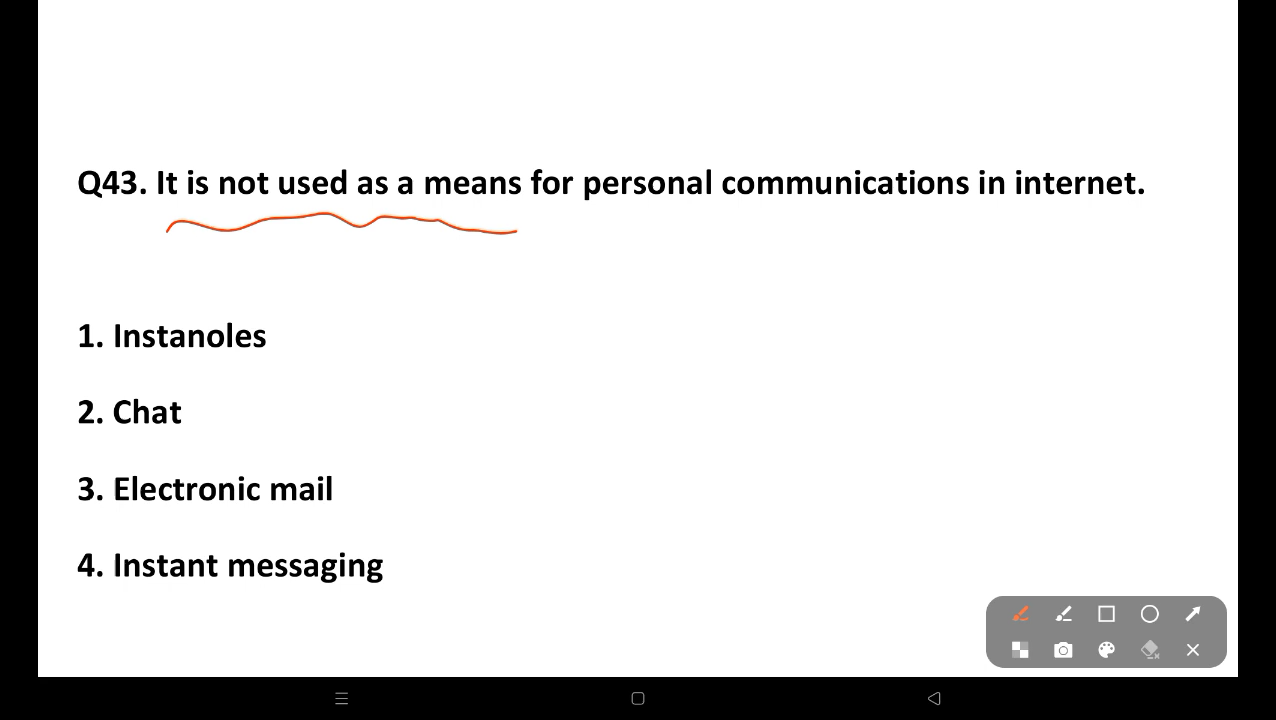 Q43. It is not used as a means for personal communications in internet.
1. Instanoles
2. Chat
3. Electronic mail
4. Instant messaging